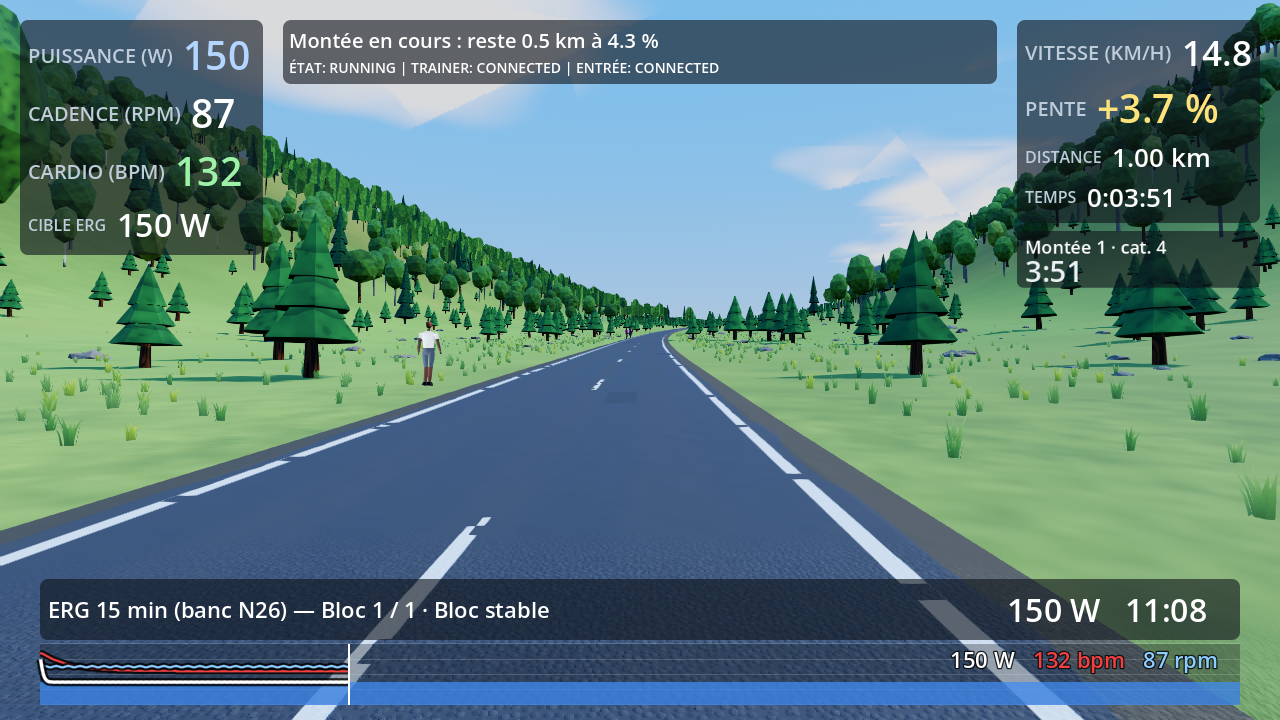 PUISSANCE (W) 150
CADENCE (RPM) 87
CARDIO (BPM) 132
CIBLE ERG 150 W
Montée en cours : reste 0.5 km à 4.3 %
ÉTAT: RUNNING | TRAINER: CONNECTED | ENTRÉE: CONNECTED
VITESSE (KM/H) 14.8
PENTE +3.7 %
DISTANCE 1.00 km
TEMPS 0:03:51
Montée 1 · cat. 4
3:51
ERG 15 min (banc N26) — Bloc 1 / 1 · Bloc stable 150 W 11:08
150 W 132 bpm 87 rpm